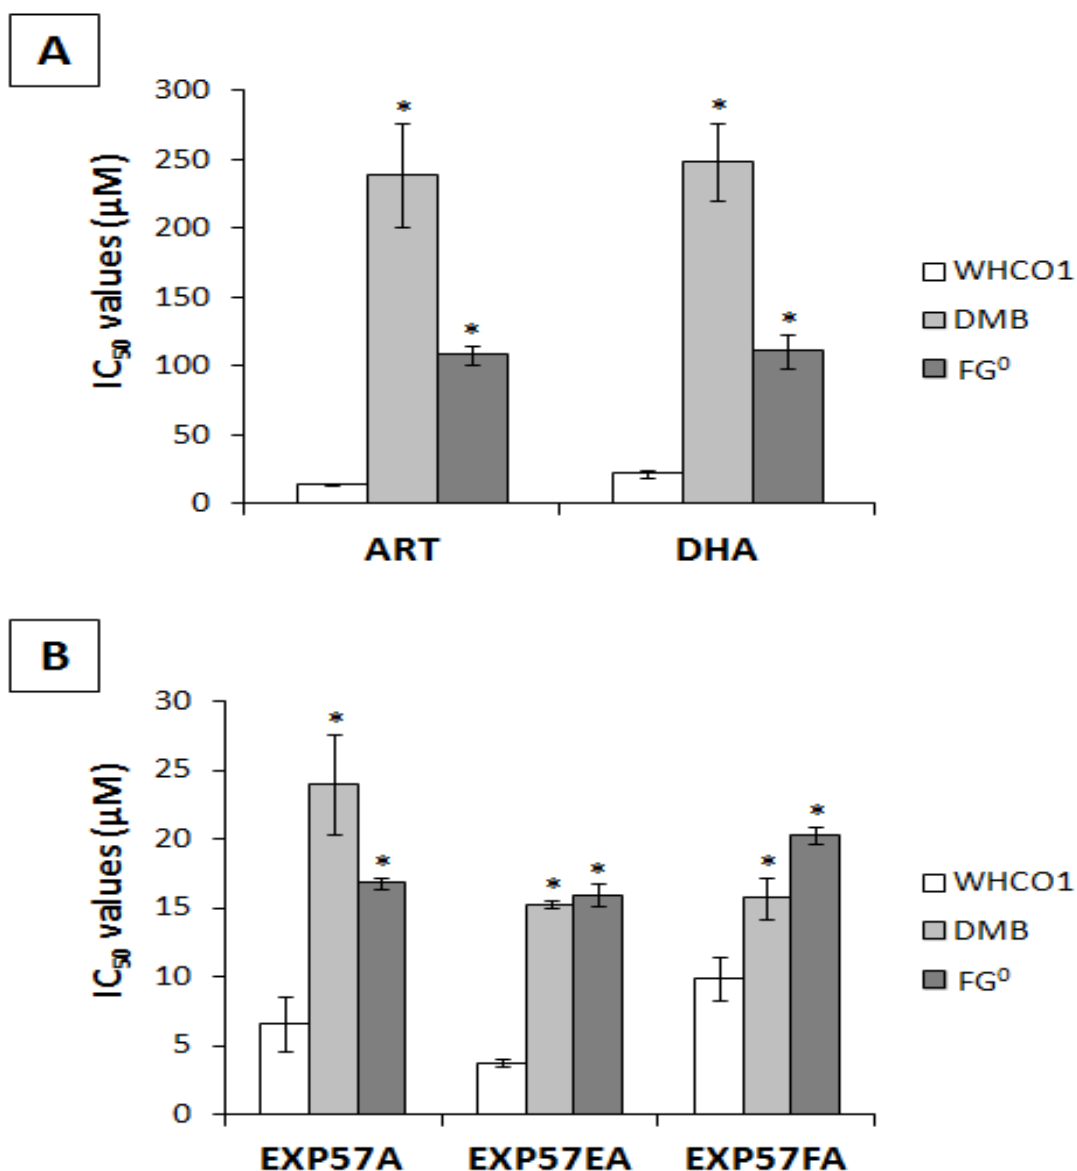 A
300
250
200
150
100
50
0
IC₅₀ values (μM)
*
*
*
*
ART
DHA
WHCO1
DMB
FG⁰
B
30
25
20
15
10
5
0
IC₅₀ values (μM)
*
*
*
*
*
*
EXP57A
EXP57EA
EXP57FA
WHCO1
DMB
FG⁰